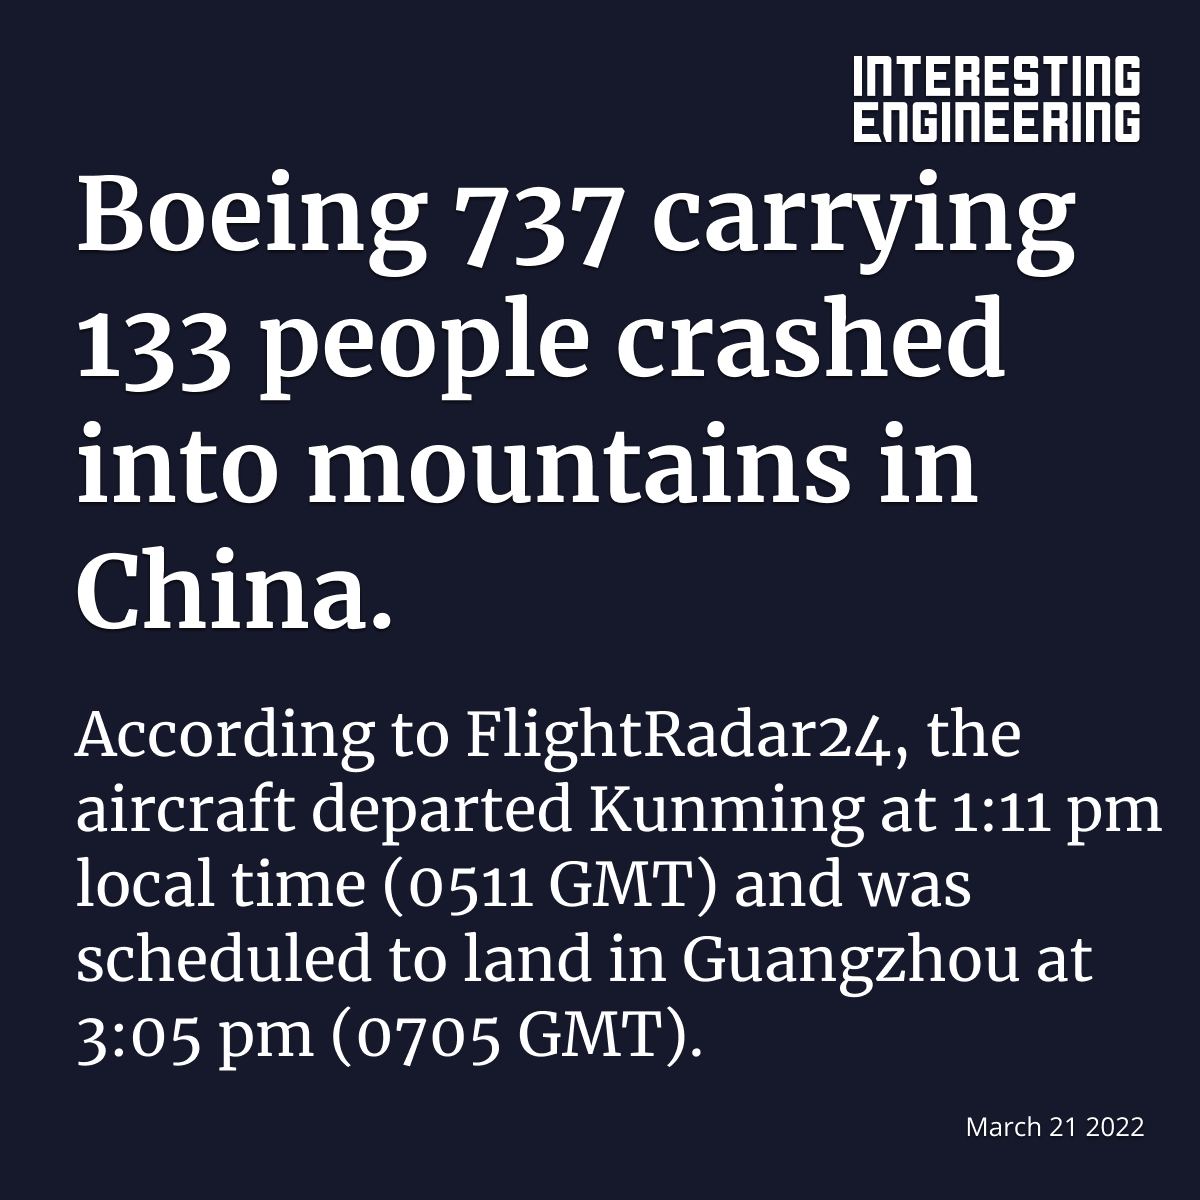 INTERESTING
ENGINEERING
Boeing 737 carrying
133 people crashed
into mountains in
China.
According to FlightRadar24, the
aircraft departed Kunming at 1:11 pm
local time (0511 GMT) and was
scheduled to land in Guangzhou at
3:05 pm (0705 GMT).
March 21 2022